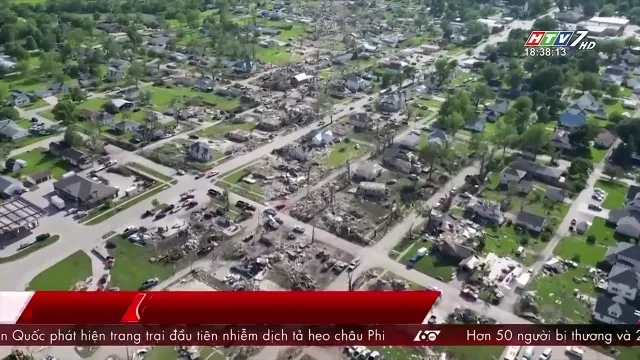 HTV7 HD
18:38:13
n Quốc phát hiện trang trại đầu tiên nhiễm dịch tả heo châu Phi
60
Hơn 50 người bị thương và 2